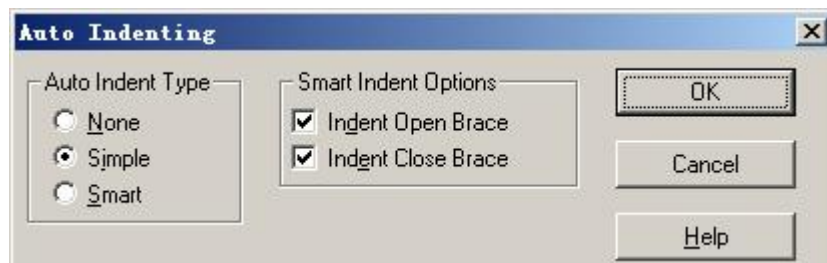 Auto Indenting
Auto Indent Type
None
Simple
Smart
Smart Indent Options
Indent Open Brace
Indent Close Brace
OK
Cancel
Help